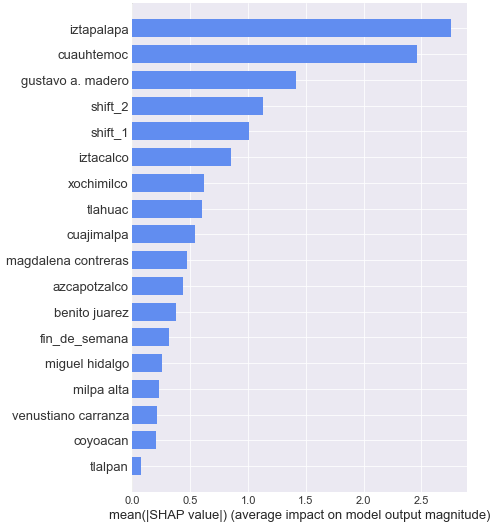 iztapalapa
cuauhtemoc
gustavo a. madero
shift_2
shift_1
iztacalco
xochimilco
tlahuac
cuajimalpa
magdalena contreras
azcapotzalco
benito juarez
fin_de_semana
miguel hidalgo
milpa alta
venustiano carranza
coyoacan
tlalpan
0.0 0.5 1.0 1.5 2.0 2.5
mean(|SHAP value|) (average impact on model output magnitude)